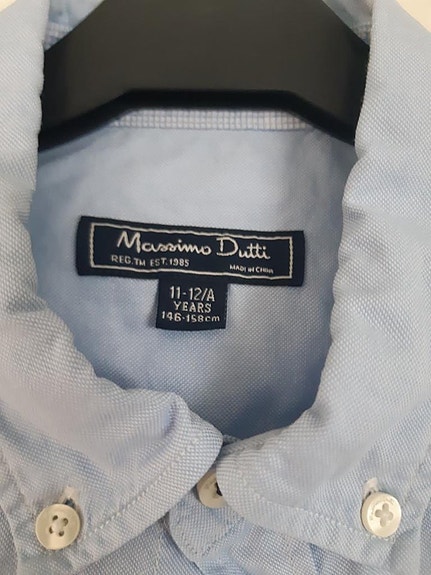 Massimo Dutti
REG.TM EST.1985 MADE IN CHINA
11-12/A
YEARS
146-158cm